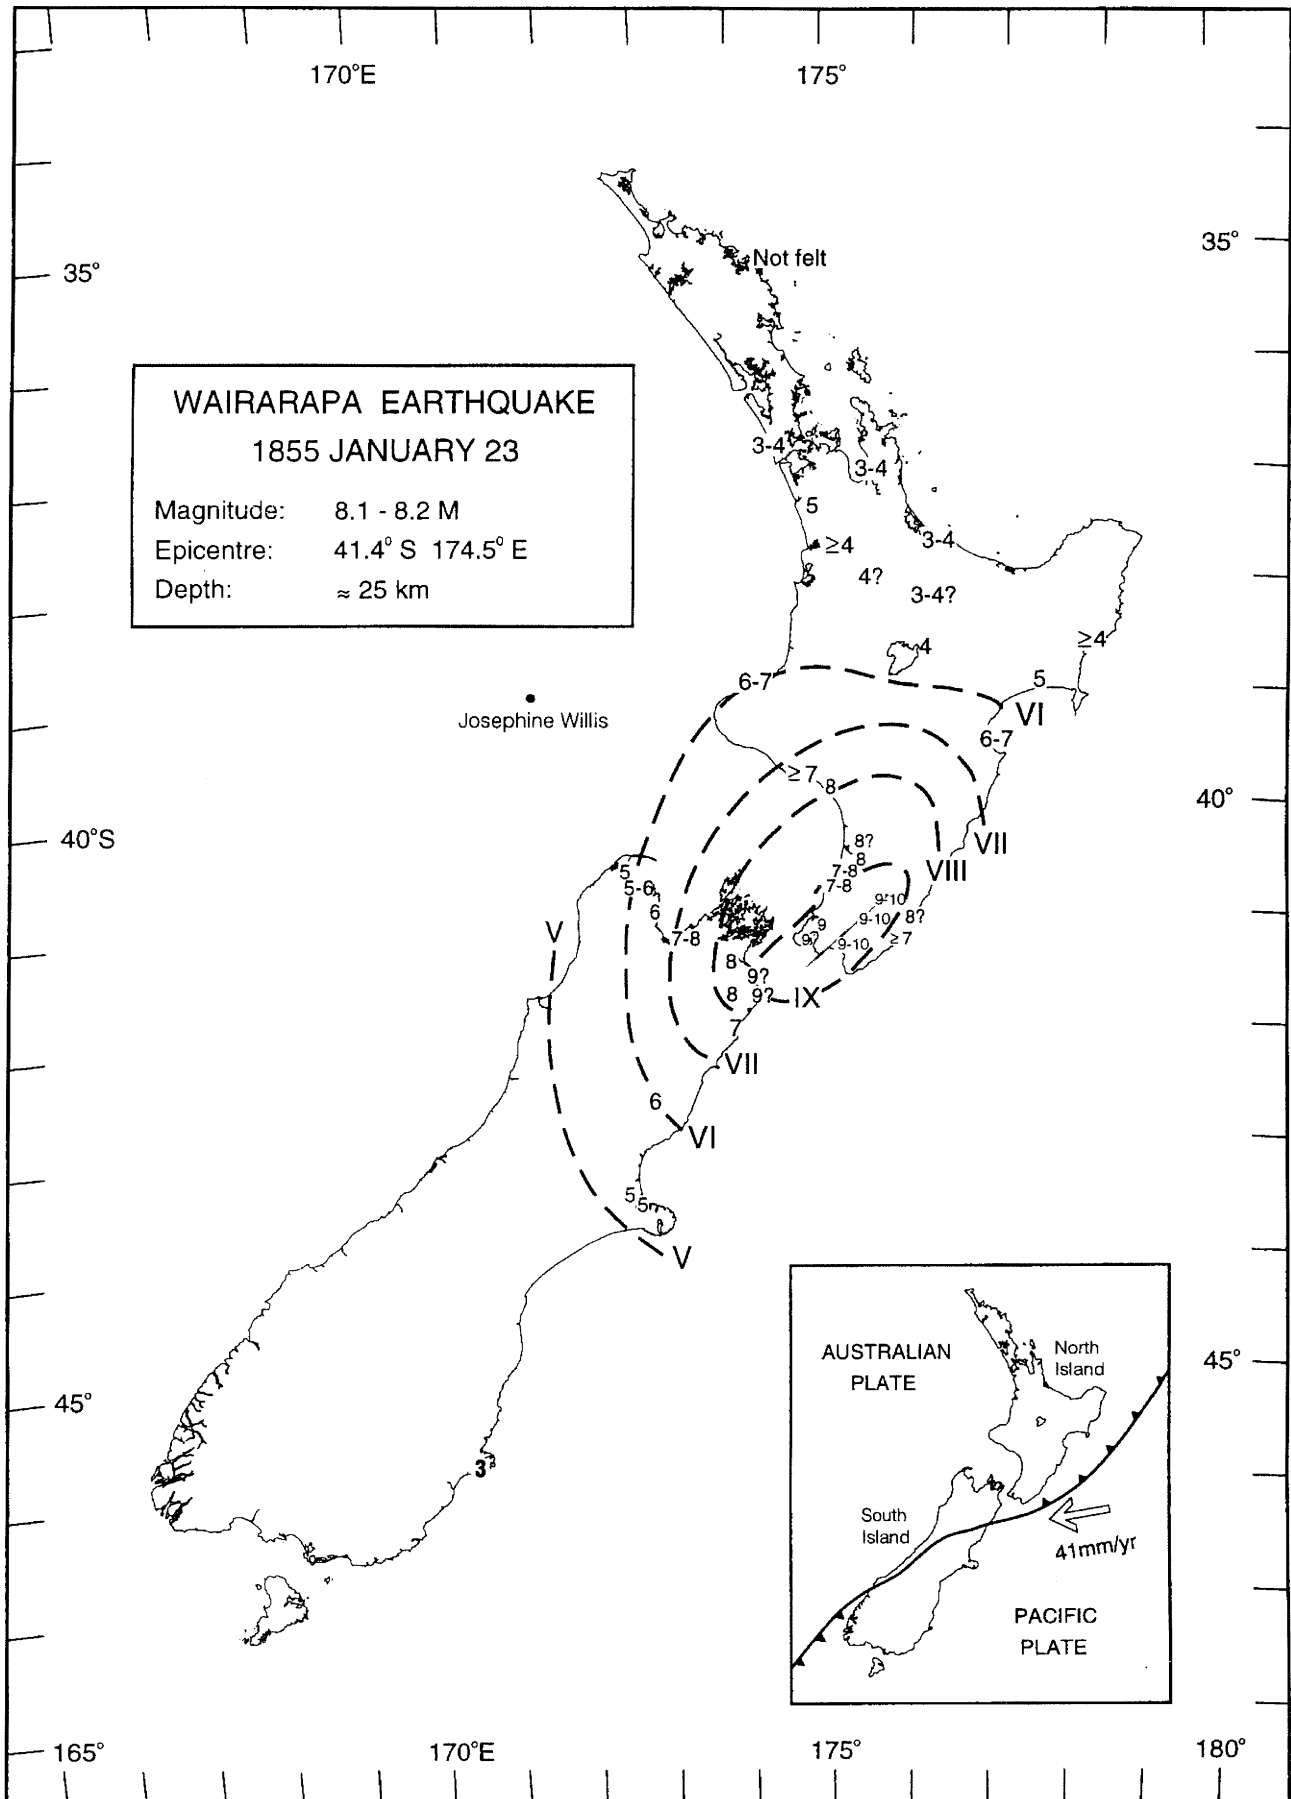 170°E 175°
35°
35°
Not felt
WAIRARAPA EARTHQUAKE
1855 JANUARY 23
Magnitude: 8.1 - 8.2 M
Epicentre: 41.4° S 174.5° E
Depth: ≈ 25 km
3-4
3-4
5
3-4
≥4
4?
3-4?
≥4
4
5
6-7
VI
Josephine Willis
6-7
≥7
8
40°
40°S
8?
VII
8
VIII
7-8
7-8
5
5-6
6
9-10
9-10
8?
9
9?
9-10
≥7
V
7-8
8
9?
8
9?
IX
7
VII
6
VI
5
5
V
45°
45°
3
AUSTRALIAN
PLATE
North
Island
South
Island
41mm/yr
PACIFIC
PLATE
165° 170°E 175° 180°